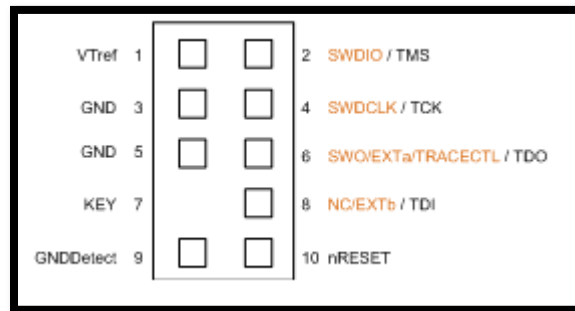 VTref 1 2 SWDIO / TMS
GND 3 4 SWDCLK / TCK
GND 5 6 SWO/EXTa/TRACECTL / TDO
KEY 7 8 NC/EXTb / TDI
GNDDetect 9 10 nRESET